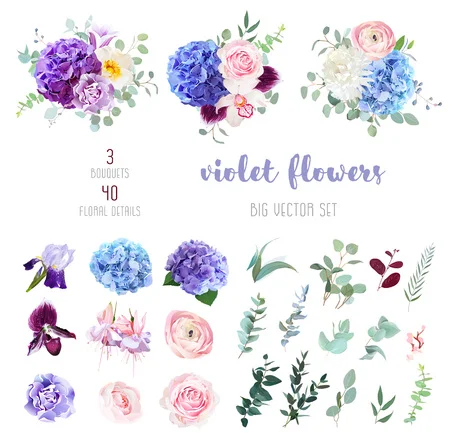 3
BOUQUETS
40
FLORAL DETAILS
violet flowers
BIG VECTOR SET